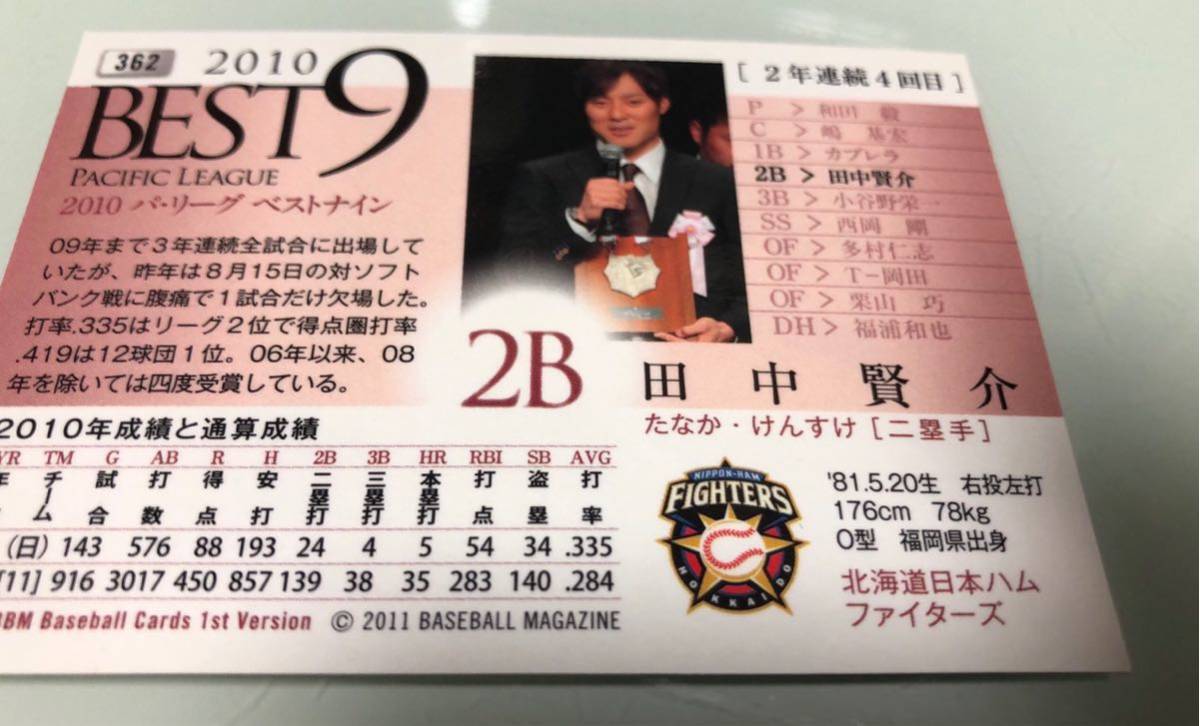 362 2010
BEST 9
PACIFIC LEAGUE
2010 パ・リーグ ベストナイン
09年まで3年連続全試合に出場して
いたが、昨年は8月15日の対ソフト
バンク戦に腹痛で1試合だけ欠場した。
打率.335はリーグ2位で得点圏打率
.419は12球団1位。06年以来、08
年を除いては四度受賞している。
[2年連続4回目]
P > 和田 毅
C > 嶋 基宏
1B > カブレラ
2B > 田中賢介
3B > 小谷野栄一
SS > 西岡 剛
OF > 多村仁志
OF > T-岡田
OF > 栗山 巧
DH > 福浦和也
2B
田中賢介
たなか・けんすけ [二塁手]
2010年成績と通算成績
YR TM G AB R H 2B 3B HR RBI SB AVG
年 チーム 試合 打数 得点 安打 二塁打 三塁打 本塁打 打点 盗塁 打率
(日) 143 576 88 193 24 4 5 54 34 .335
[11] 916 3017 450 857 139 38 35 283 140 .284
BBM Baseball Cards 1st Version © 2011 BASEBALL MAGAZINE
NIPPON-HAM
FIGHTERS
HOKKAIDO
'81.5.20生 右投左打
176cm 78kg
O型 福岡県出身
北海道日本ハム
ファイターズ